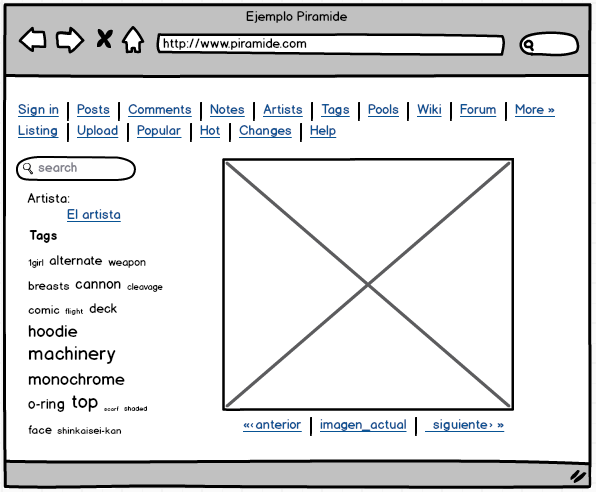 Ejemplo Piramide
http://www.piramide.com
Sign in Posts Comments Notes Artists Tags Pools Wiki Forum More »
Listing Upload Popular Hot Changes Help
search
Artista:
El artista
Tags
1girl alternate weapon
breasts cannon cleavage
comic flight deck
hoodie
machinery
monochrome
o-ring top scarf shaded
face shinkaisei-kan
«‹ anterior imagen_actual siguiente › »